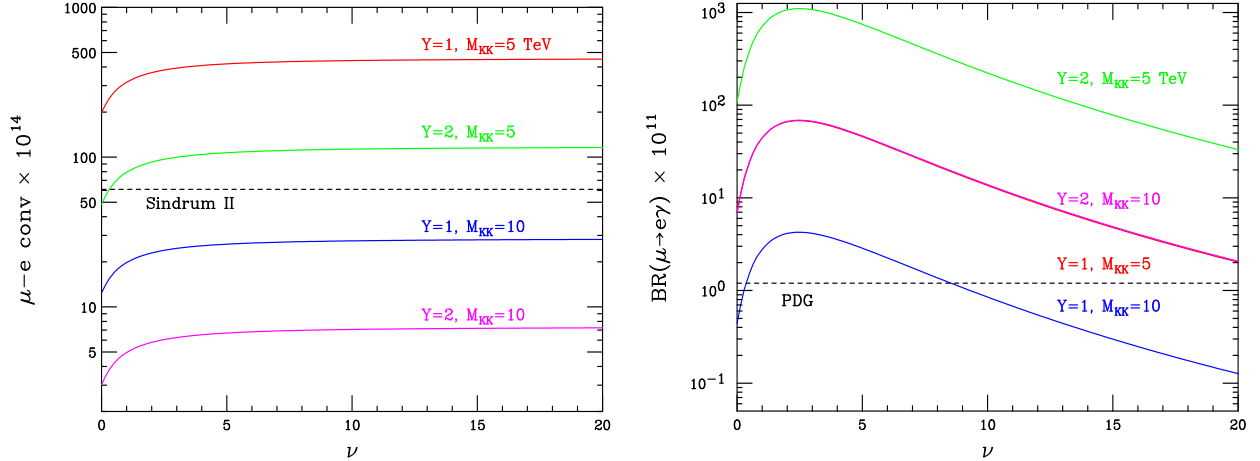 μ−e conv × 10^14
1000
500
100
50
10
5
Y=1, M_KK=5 TeV
Y=2, M_KK=5
Sindrum II
Y=1, M_KK=10
Y=2, M_KK=10
0 5 10 15 20
ν
BR(μ→eγ) × 10^11
10^3
10^2
10^1
10^0
10^−1
Y=2, M_KK=5 TeV
Y=2, M_KK=10
Y=1, M_KK=5
PDG
Y=1, M_KK=10
0 5 10 15 20
ν